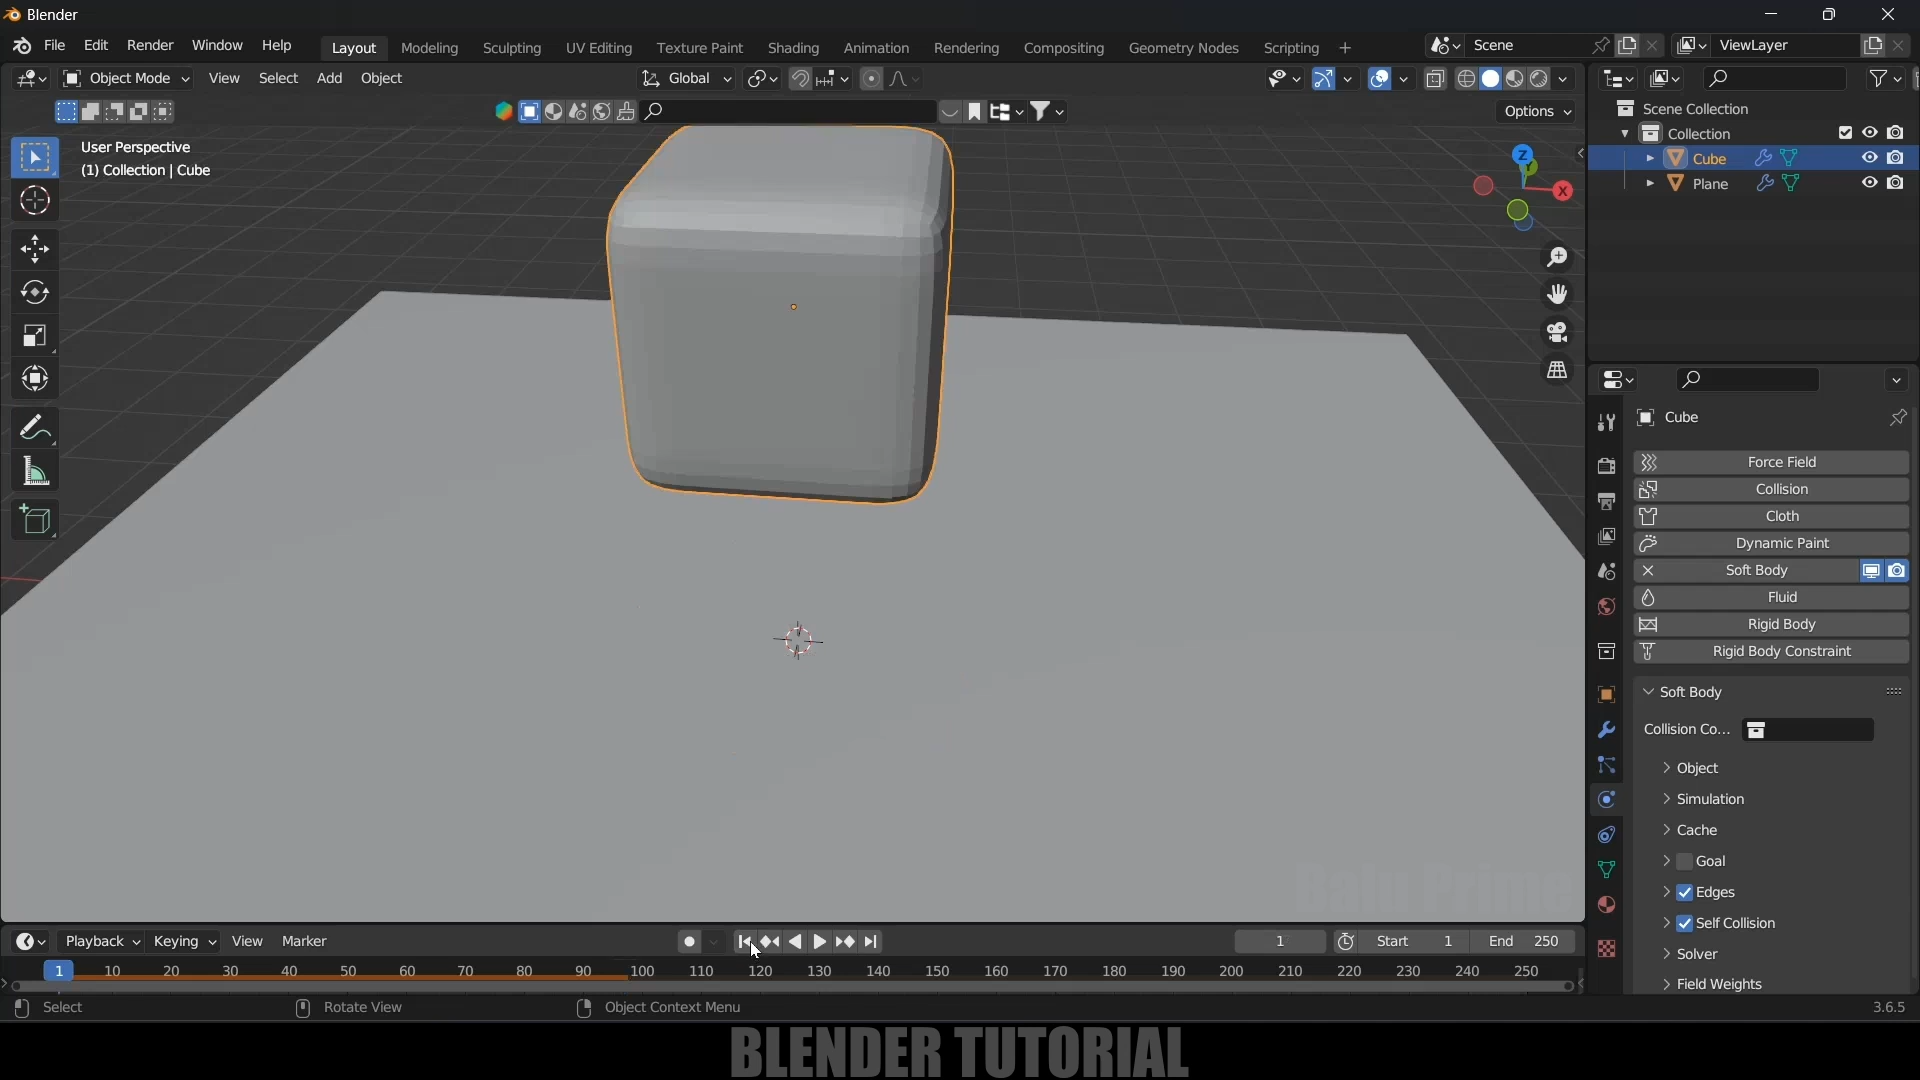 Blender
File Edit Render Window Help Layout Modeling Sculpting UV Editing Texture Paint Shading Animation Rendering Compositing Geometry Nodes Scripting + Scene ViewLayer
Object Mode View Select Add Object Global
Options
User Perspective
(1) Collection | Cube
Z
Y
X
Scene Collection
Collection
Cube
Plane
Cube
Force Field
Collision
Cloth
Dynamic Paint
Soft Body
Fluid
Rigid Body
Rigid Body Constraint
Soft Body
Collision Co...
Object
Simulation
Cache
Goal
Edges
Self Collision
Solver
Field Weights
Playback Keying View Marker 1 Start 1 End 250
1 10 20 30 40 50 60 70 80 90 100 110 120 130 140 150 160 170 180 190 200 210 220 230 240 250
Select Rotate View Object Context Menu 3.6.5
BLENDER TUTORIAL